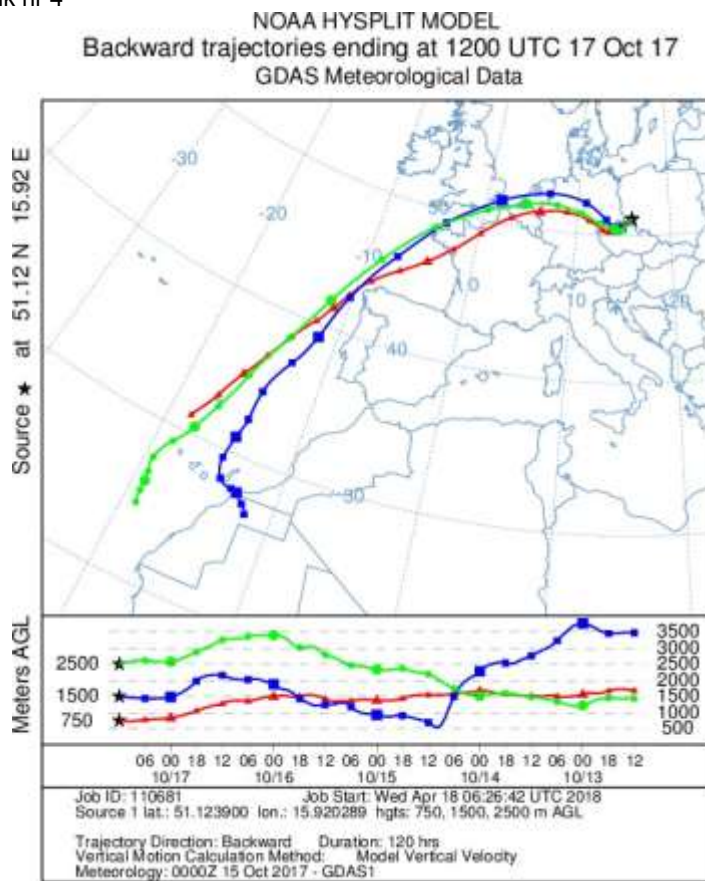 NOAA HYSPLIT MODEL
Backward trajectories ending at 1200 UTC 17 Oct 17
GDAS Meteorological Data
Source ★ at 51.12 N 15.92 E
-30
-20
-10
50
10
10
20
40
30
Meters AGL
2500
1500
750
3500
3000
2500
2000
1500
1000
500
06 00 18 12 06 00 18 12 06 00 18 12 06 00 18 12 06 00 18 12
10/17 10/16 10/15 10/14 10/13
Job ID: 110681 Job Start: Wed Apr 18 06:26:42 UTC 2018
Source 1 lat.: 51.123900 lon.: 15.920289 hgts: 750, 1500, 2500 m AGL
Trajectory Direction: Backward Duration: 120 hrs
Vertical Motion Calculation Method: Model Vertical Velocity
Meteorology: 0000Z 15 Oct 2017 - GDAS1